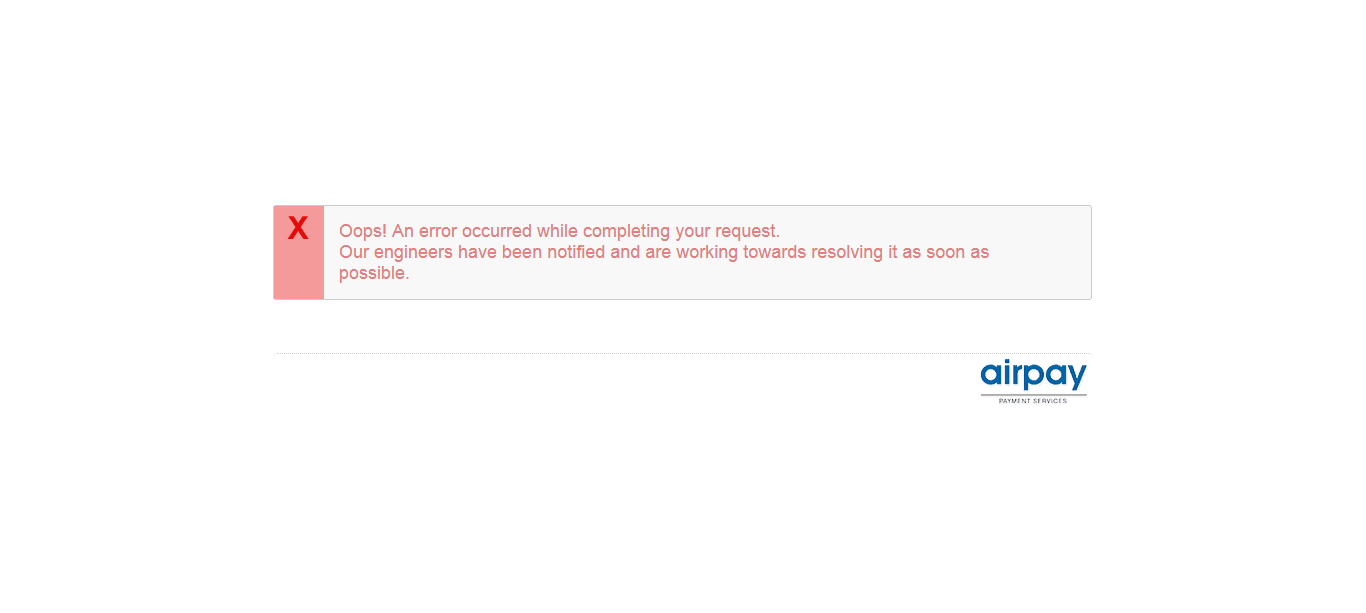 X
Oops! An error occurred while completing your request.
Our engineers have been notified and are working towards resolving it as soon as
possible.
airpay
PAYMENT SERVICES